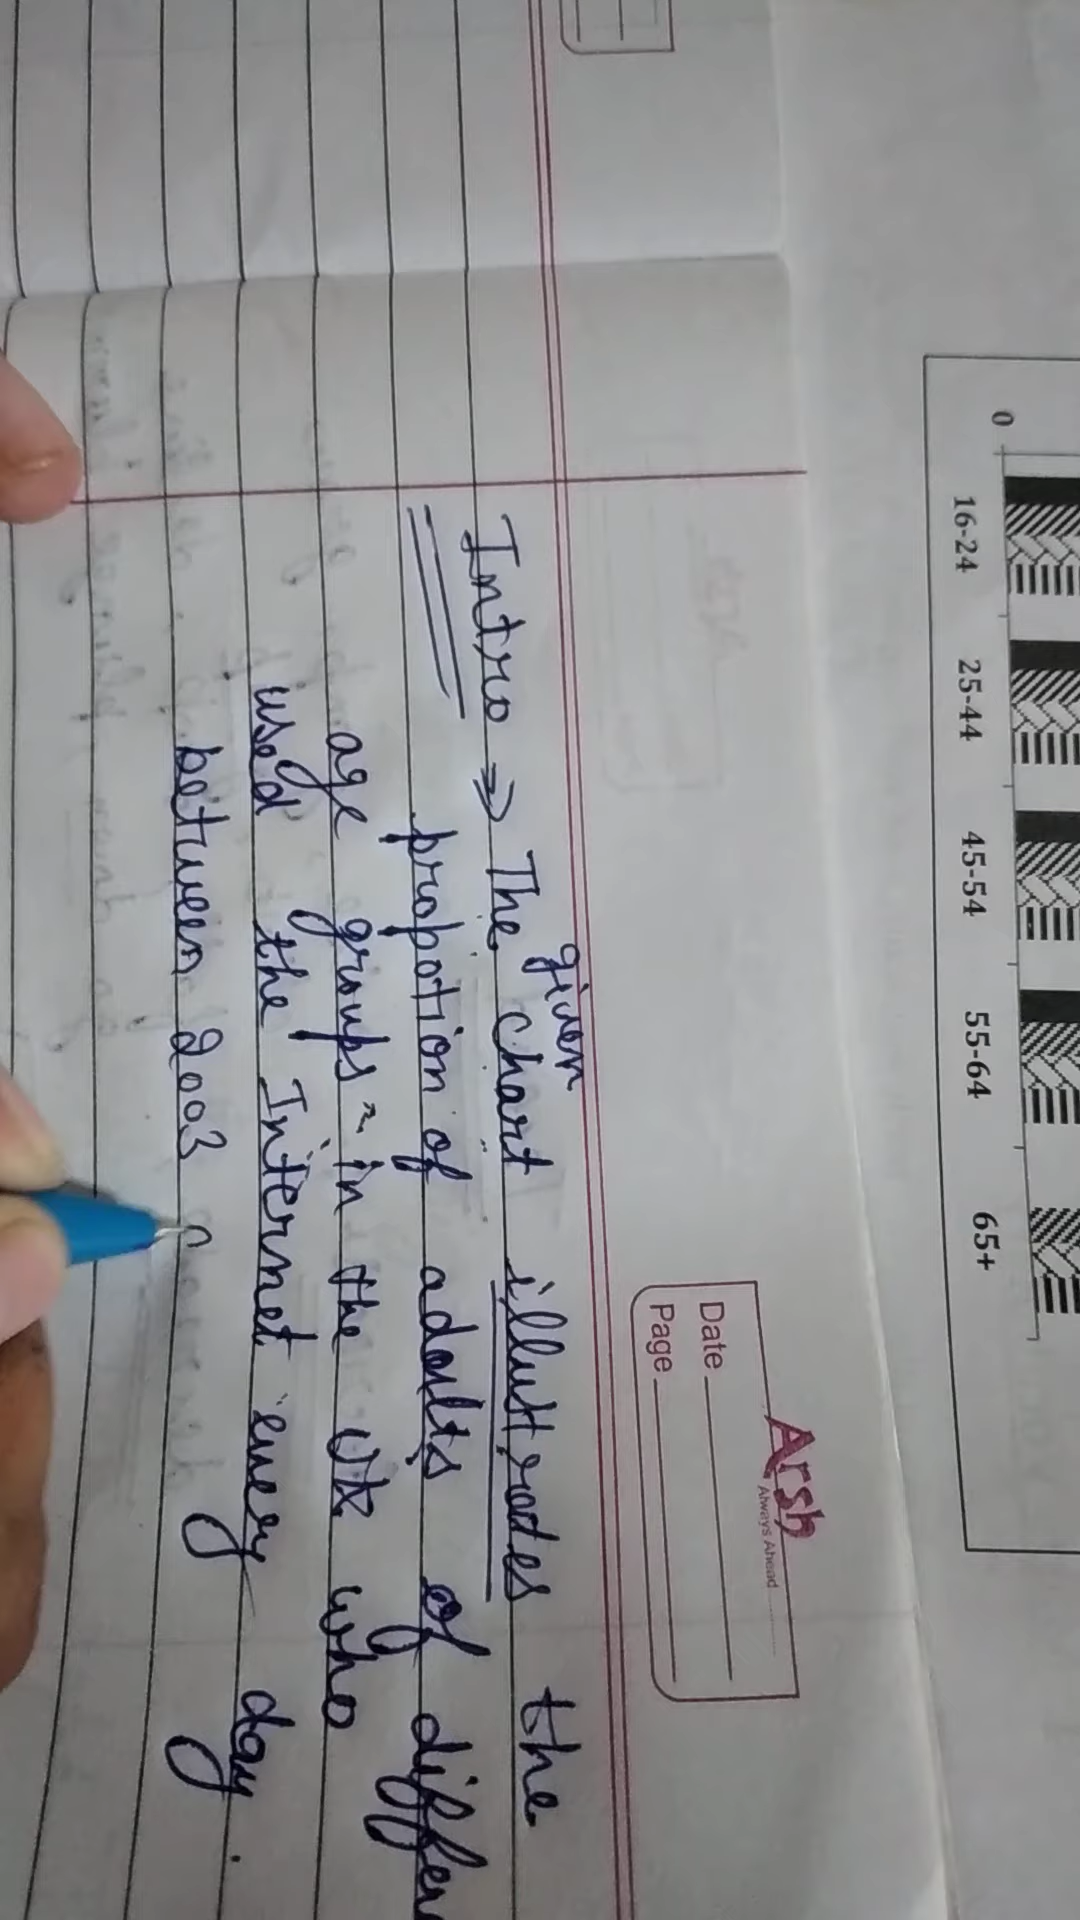 0
16-24 25-44 45-54 55-64 65+
Arsh
Always Ahead
Date
Page
given
Intro ⇒ The chart illustrates the
propotion of adults of differ
age groups in the UK who
used the Internet every day.
between 2003